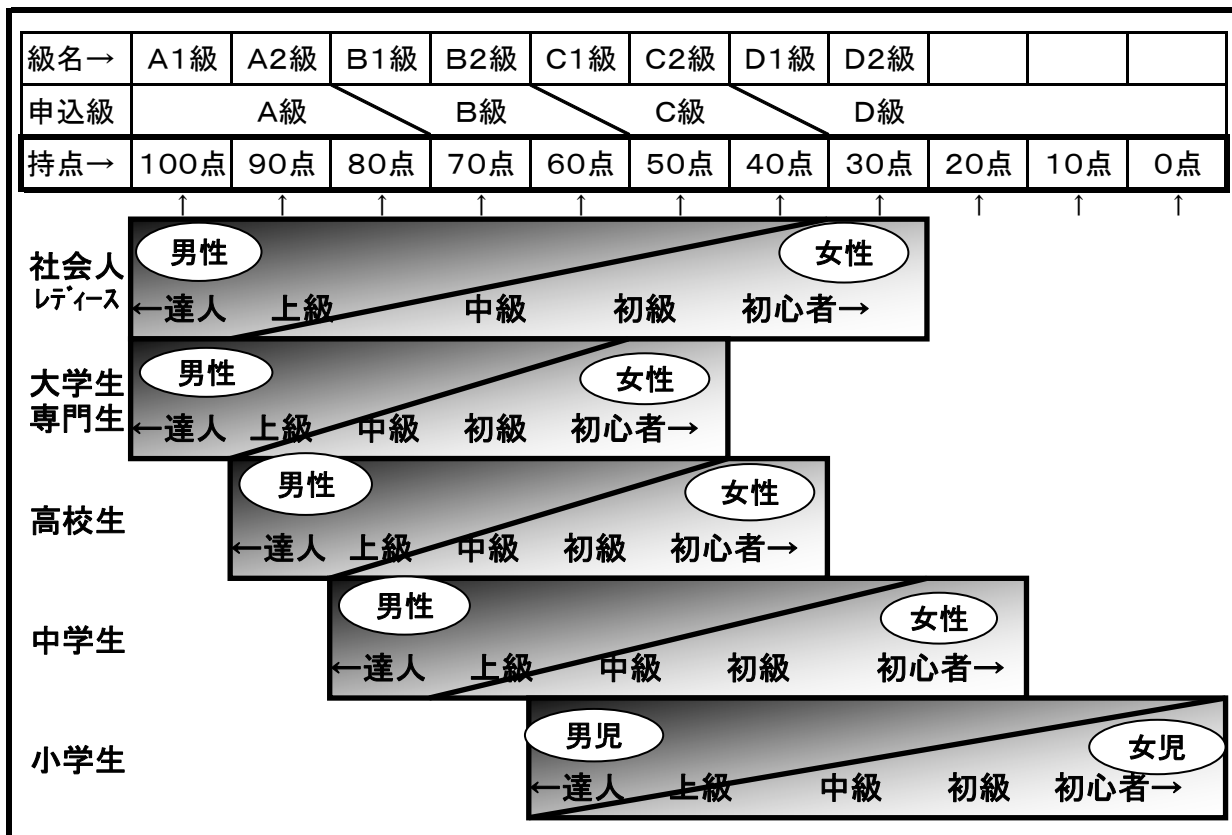 級名→ A1級 A2級 B1級 B2級 C1級 C2級 D1級 D2級
申込級 A級 B級 C級 D級
持点→ 100点 90点 80点 70点 60点 50点 40点 30点 20点 10点 0点
↑ ↑ ↑ ↑ ↑ ↑ ↑ ↑ ↑ ↑ ↑
社会人
レディース
男性 女性
←達人 上級 中級 初級 初心者→
大学生
専門生
男性 女性
←達人 上級 中級 初級 初心者→
高校生
男性 女性
←達人 上級 中級 初級 初心者→
中学生
男性 女性
←達人 上級 中級 初級 初心者→
小学生
男児 女児
←達人 上級 中級 初級 初心者→